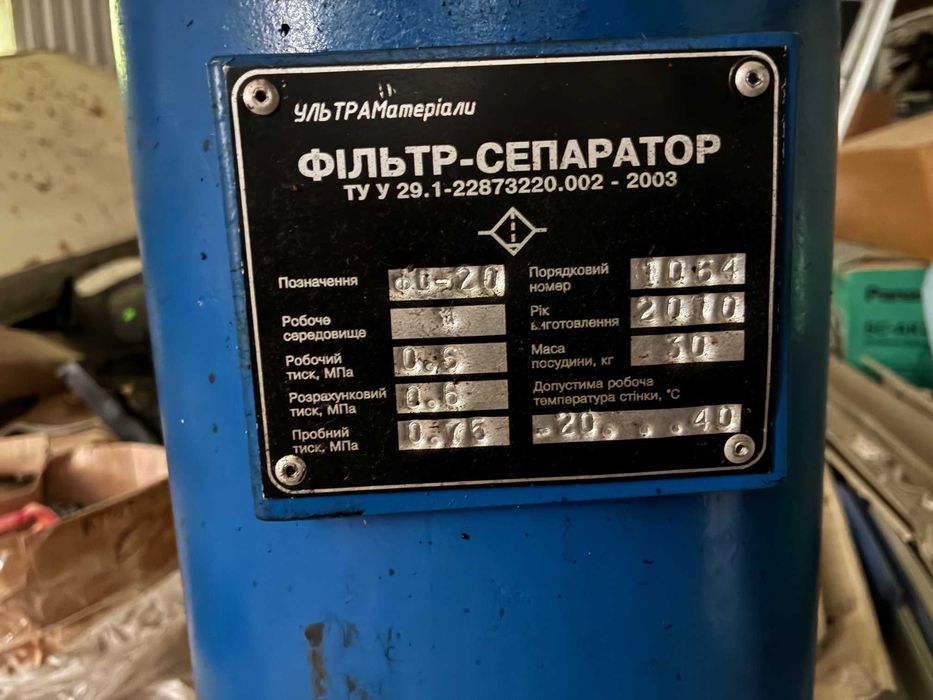 УЛЬТРАМатеріали
ФІЛЬТР-СЕПАРАТОР
ТУ У 29.1-22873220.002 - 2003
Позначення ФС-20
Робоче
середовище
Робочий
тиск, МПа 0.6
Розрахунковий
тиск, МПа 0.6
Пробний
тиск, МПа 0.75
Порядковий
номер 1064
Рік
виготовлення 2010
Маса
посудини, кг 30
Допустима робоча
температура стінки, °С
-20...40